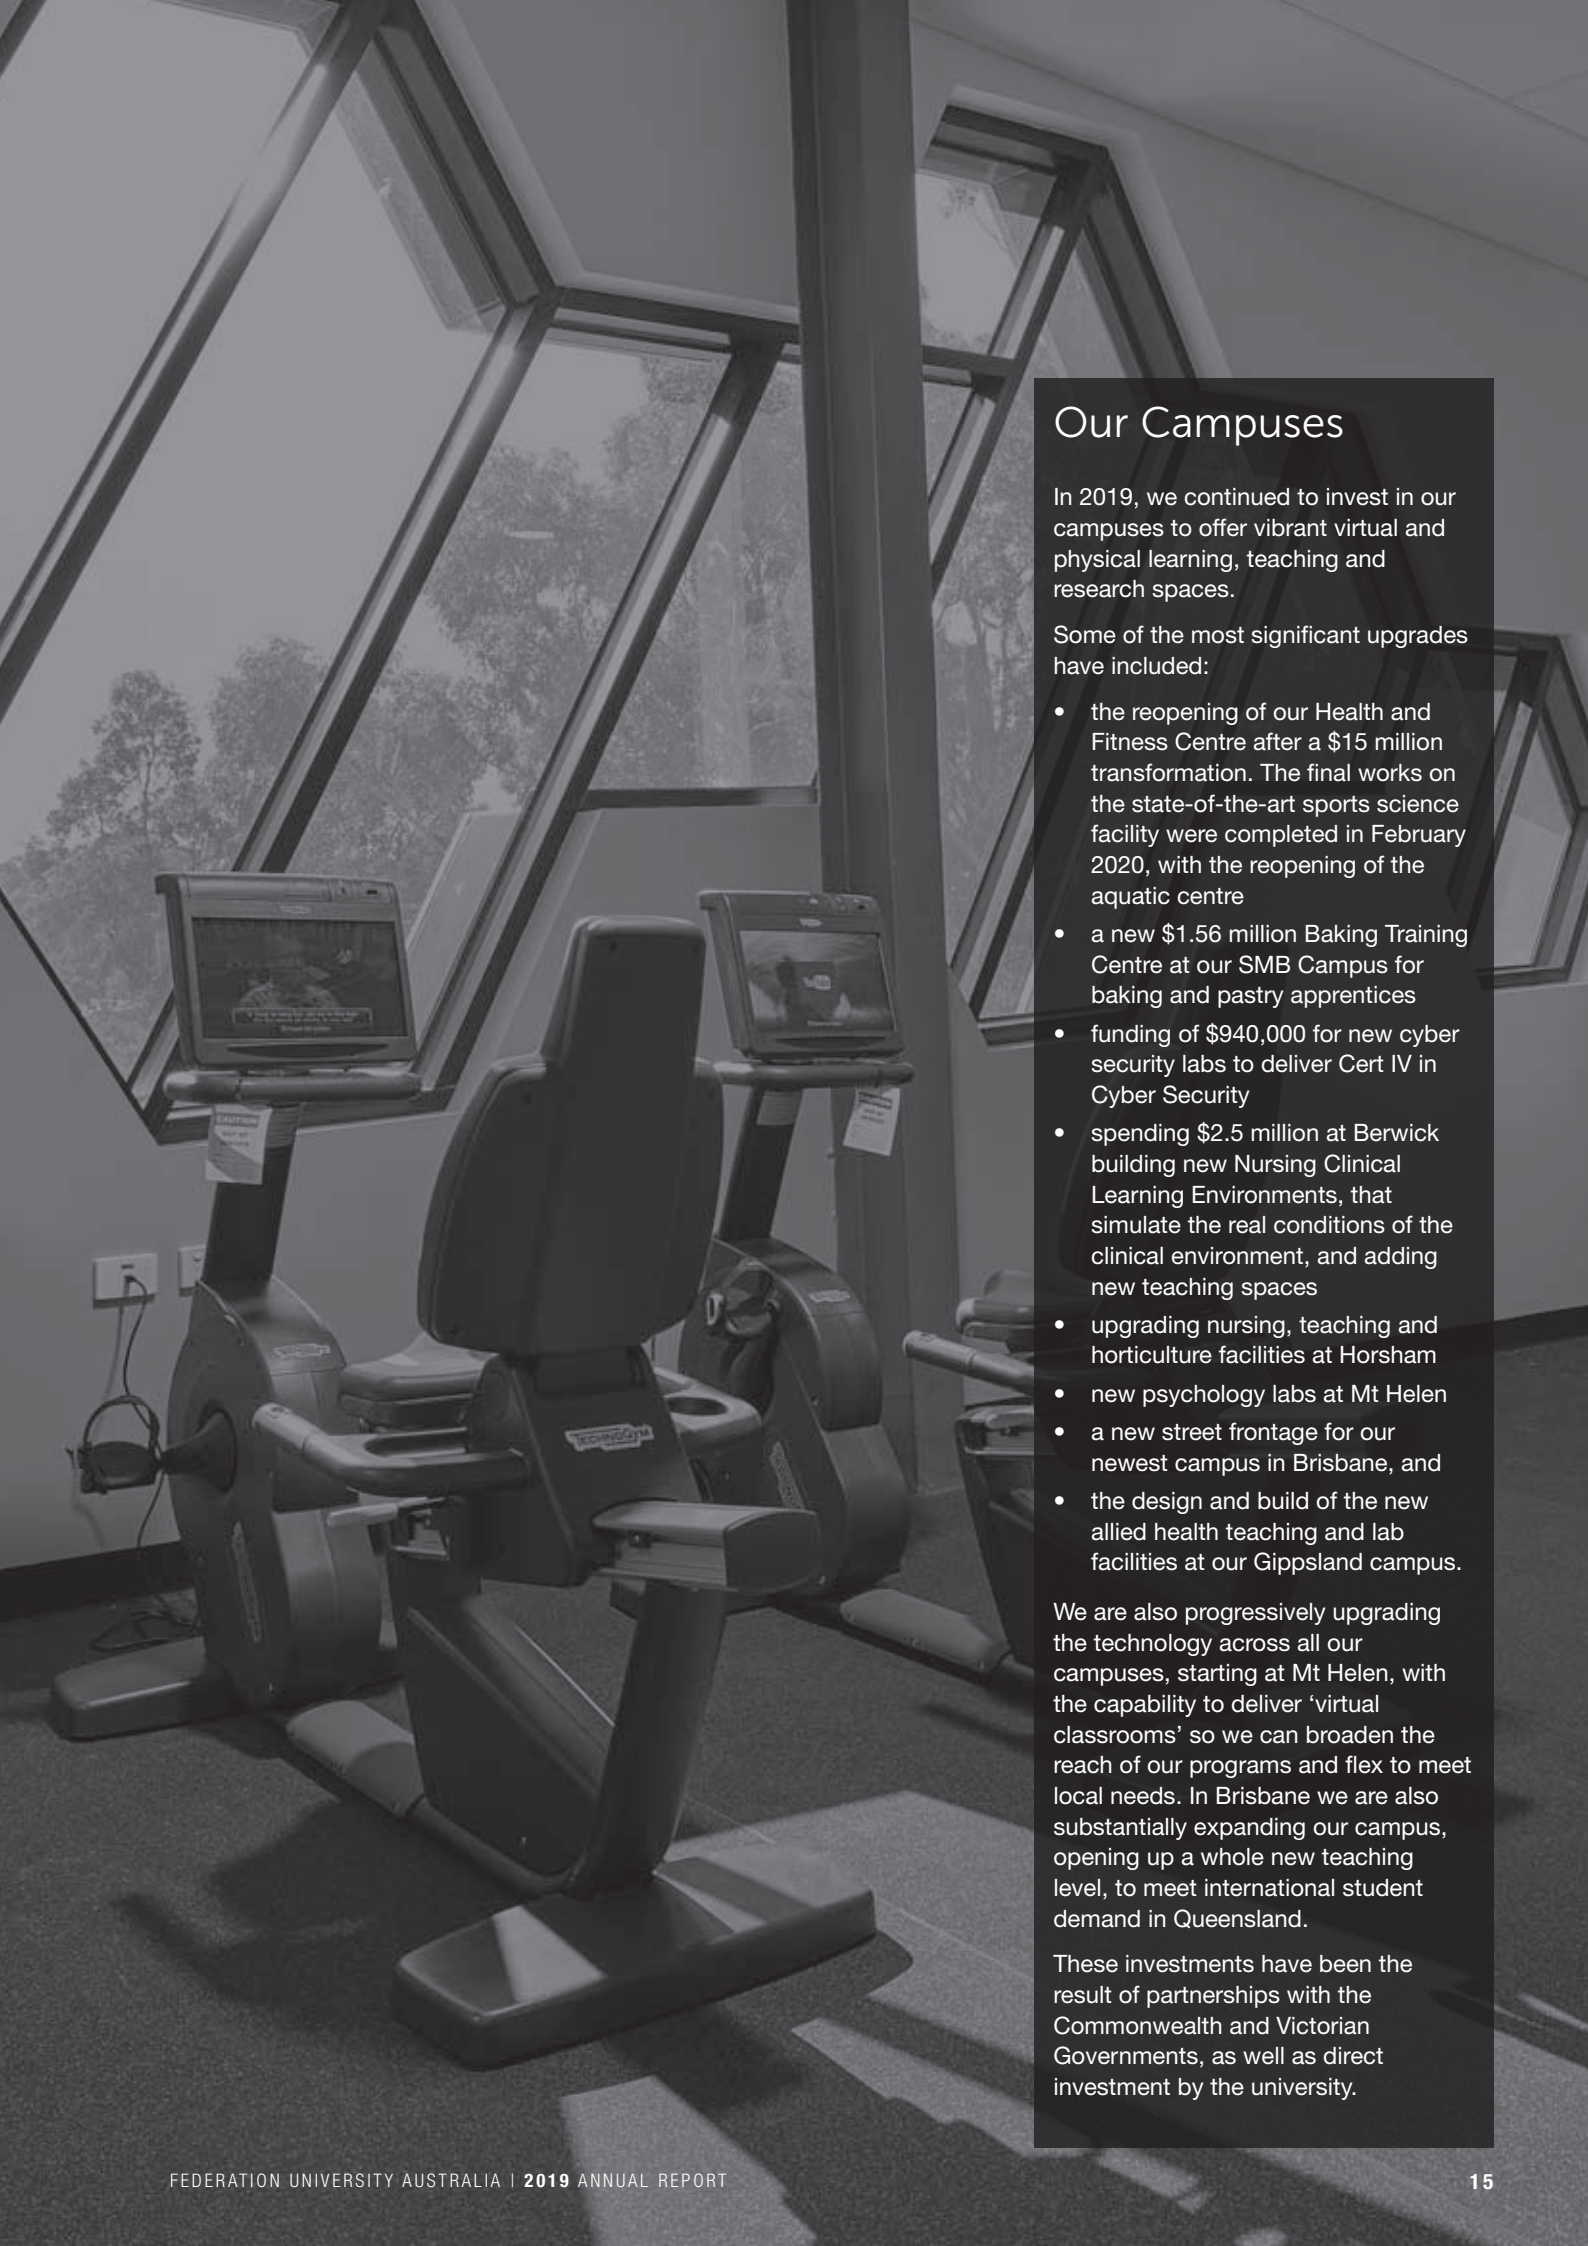 Our Campuses
In 2019, we continued to invest in our
campuses to offer vibrant virtual and
physical learning, teaching and
research spaces.
Some of the most significant upgrades
have included:
• the reopening of our Health and
Fitness Centre after a $15 million
transformation. The final works on
the state-of-the-art sports science
facility were completed in February
2020, with the reopening of the
aquatic centre
• a new $1.56 million Baking Training
Centre at our SMB Campus for
baking and pastry apprentices
• funding of $940,000 for new cyber
security labs to deliver Cert IV in
Cyber Security
• spending $2.5 million at Berwick
building new Nursing Clinical
Learning Environments, that
simulate the real conditions of the
clinical environment, and adding
new teaching spaces
• upgrading nursing, teaching and
horticulture facilities at Horsham
• new psychology labs at Mt Helen
• a new street frontage for our
newest campus in Brisbane, and
• the design and build of the new
allied health teaching and lab
facilities at our Gippsland campus.
We are also progressively upgrading
the technology across all our
campuses, starting at Mt Helen, with
the capability to deliver ‘virtual
classrooms’ so we can broaden the
reach of our programs and flex to meet
local needs. In Brisbane we are also
substantially expanding our campus,
opening up a whole new teaching
level, to meet international student
demand in Queensland.
These investments have been the
result of partnerships with the
Commonwealth and Victorian
Governments, as well as direct
investment by the university.
TECHNOGYM
FEDERATION UNIVERSITY AUSTRALIA | 2019 ANNUAL REPORT
15